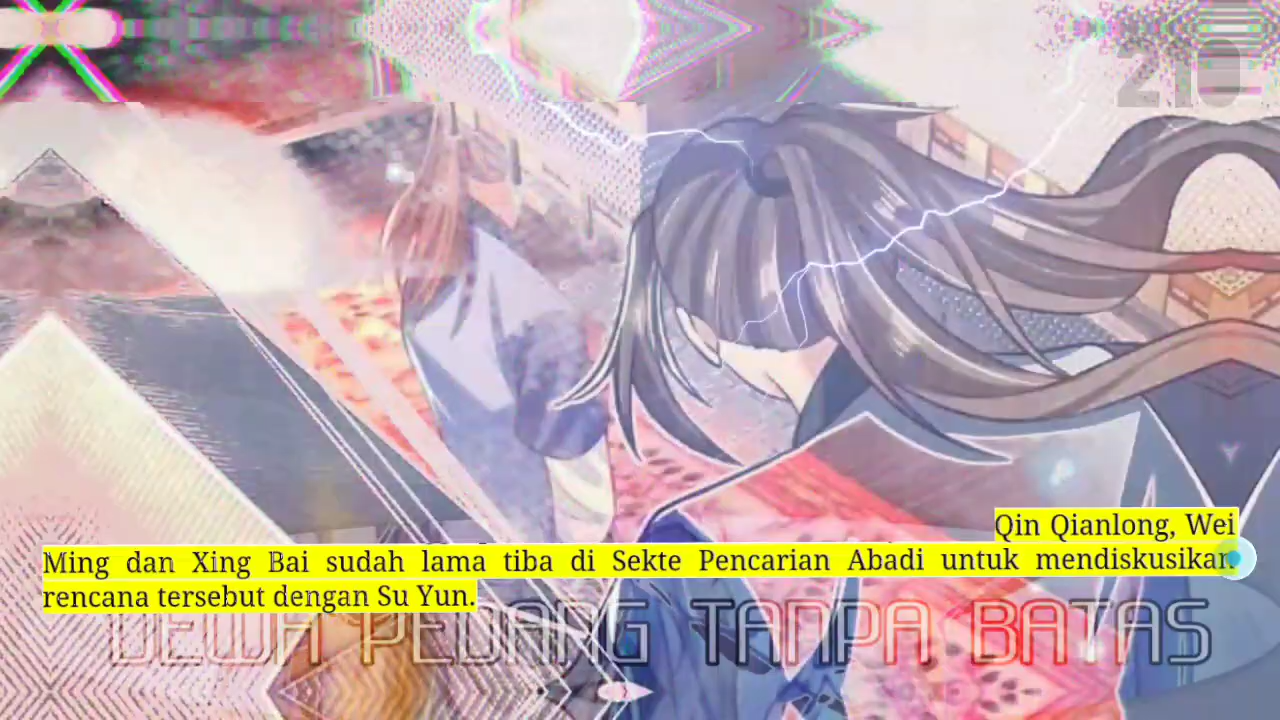 Qin Qianlong, Wei
Ming dan Xing Bai sudah lama tiba di Sekte Pencarian Abadi untuk mendiskusikan
rencana tersebut dengan Su Yun.
DEWA PEDANG TANPA BATAS